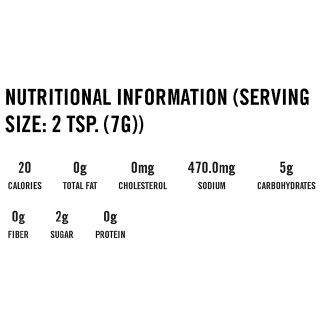 NUTRITIONAL INFORMATION (SERVING
SIZE: 2 TSP. (7G))
20 0g 0mg 470.0mg 5g
CALORIES TOTAL FAT CHOLESTEROL SODIUM CARBOHYDRATES
0g 2g 0g
FIBER SUGAR PROTEIN